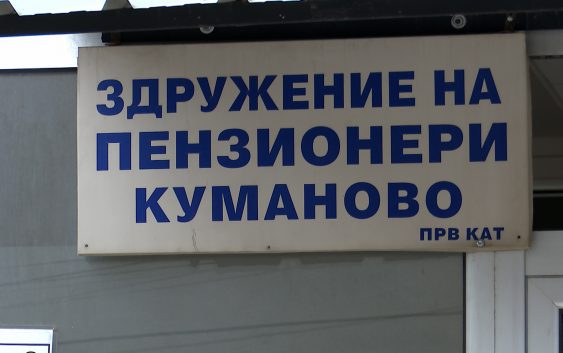 ЗДРУЖЕНИЕ НА
ПЕНЗИОНЕРИ
КУМАНОВО
ПРВ КАТ